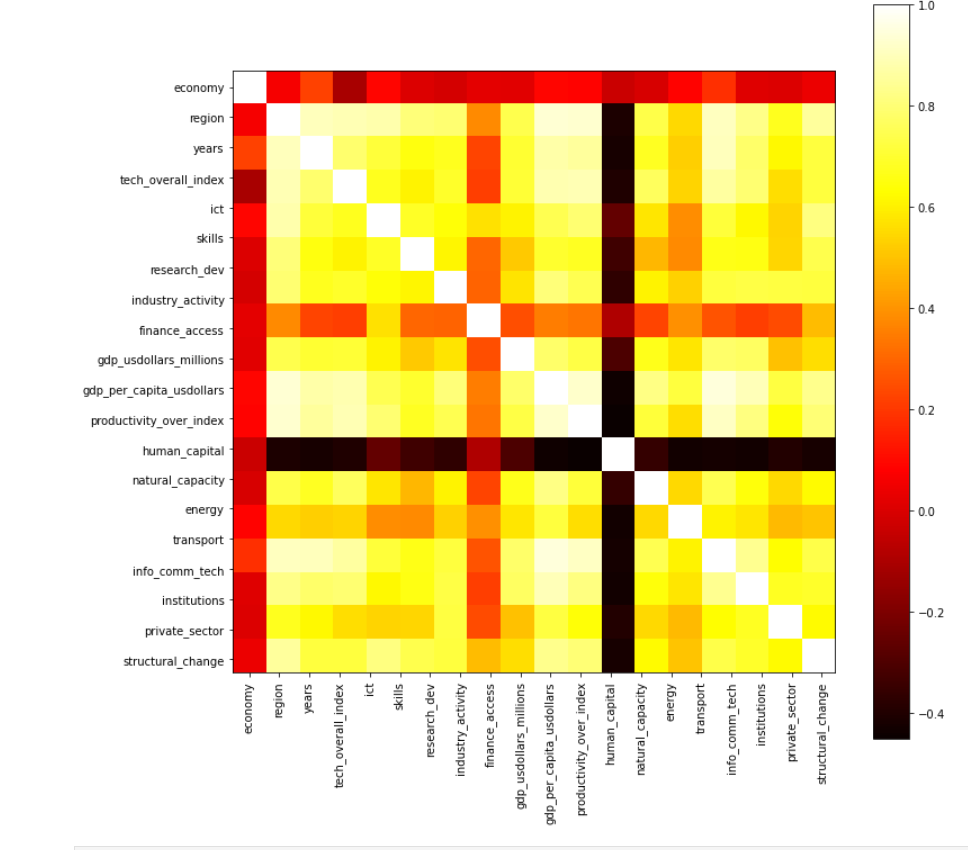 1.0
0.8
0.6
0.4
0.2
0.0
−0.2
−0.4
economy
region
years
tech_overall_index
ict
skills
research_dev
industry_activity
finance_access
gdp_usdollars_millions
gdp_per_capita_usdollars
productivity_over_index
human_capital
natural_capacity
energy
transport
info_comm_tech
institutions
private_sector
structural_change
economy
region
years
tech_overall_index
ict
skills
research_dev
industry_activity
finance_access
gdp_usdollars_millions
gdp_per_capita_usdollars
productivity_over_index
human_capital
natural_capacity
energy
transport
info_comm_tech
institutions
private_sector
structural_change